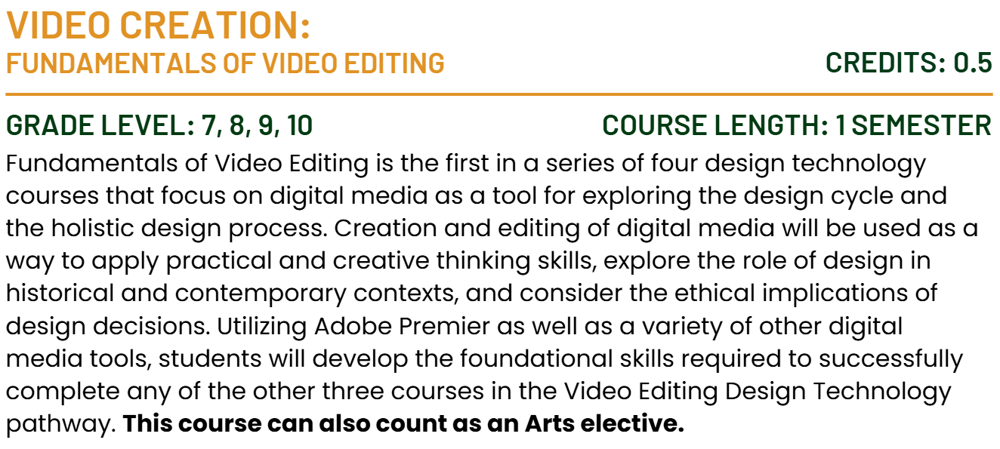 VIDEO CREATION:
FUNDAMENTALS OF VIDEO EDITING
CREDITS: 0.5
GRADE LEVEL: 7, 8, 9, 10
COURSE LENGTH: 1 SEMESTER
Fundamentals of Video Editing is the first in a series of four design technology
courses that focus on digital media as a tool for exploring the design cycle and
the holistic design process. Creation and editing of digital media will be used as a
way to apply practical and creative thinking skills, explore the role of design in
historical and contemporary contexts, and consider the ethical implications of
design decisions. Utilizing Adobe Premier as well as a variety of other digital
media tools, students will develop the foundational skills required to successfully
complete any of the other three courses in the Video Editing Design Technology
pathway. This course can also count as an Arts elective.